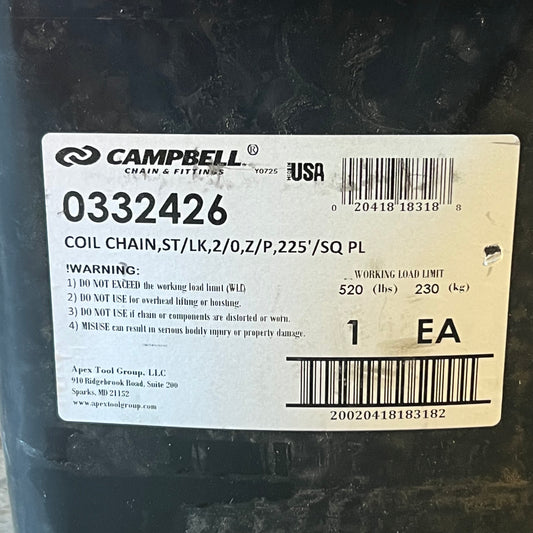 CAMPBELL®
CHAIN & FITTINGS
Y0725
USA
0332426
0 20418 18318 8
COIL CHAIN,ST/LK,2/0,Z/P,225'/SQ PL
!WARNING:
1) DO NOT EXCEED the working load limit (WLL)
2) DO NOT USE for overhead lifting or hoisting.
3) DO NOT USE if chain or components are distorted or worn.
4) MISUSE can result in serious bodily injury or property damage.
WORKING LOAD LIMIT
520 (lbs) 230 (kg)
1 EA
Apex Tool Group, LLC
910 Ridgebrook Road, Suite 200
Sparks, MD 21152
www.apextoolgroup.com
20020418183182